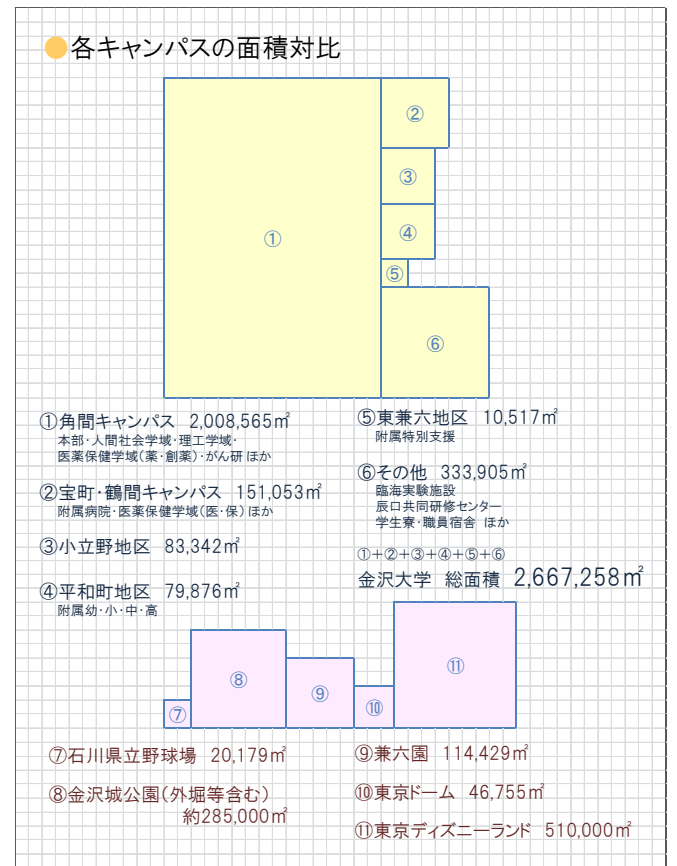 ●各キャンパスの面積対比
①
②
③
④
⑤
⑥
①角間キャンパス 2,008,565㎡
本部・人間社会学域・理工学域・
医薬保健学域(薬・創薬)・がん研 ほか
②宝町・鶴間キャンパス 151,053㎡
附属病院・医薬保健学域(医・保) ほか
③小立野地区 83,342㎡
④平和町地区 79,876㎡
附属幼・小・中・高
⑤東兼六地区 10,517㎡
附属特別支援
⑥その他 333,905㎡
臨海実験施設
辰口共同研修センター
学生寮・職員宿舎 ほか
①+②+③+④+⑤+⑥
金沢大学 総面積 2,667,258㎡
⑦
⑧
⑨
⑩
⑪
⑦石川県立野球場 20,179㎡
⑧金沢城公園(外堀等含む)
約285,000㎡
⑨兼六園 114,429㎡
⑩東京ドーム 46,755㎡
⑪東京ディズニーランド 510,000㎡